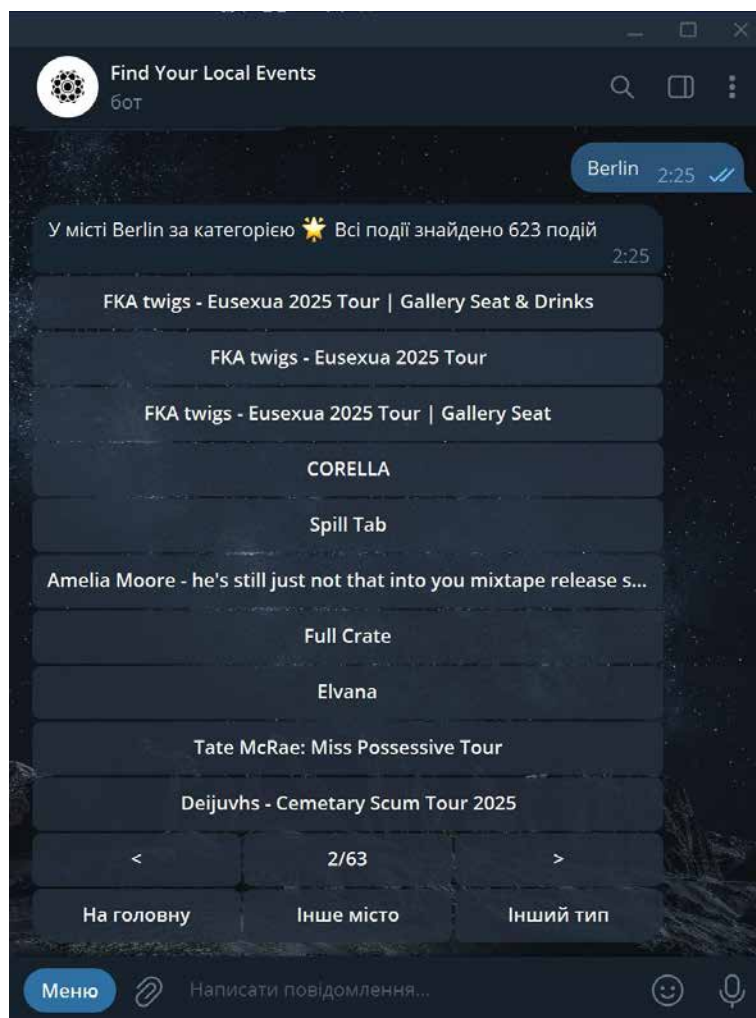 Find Your Local Events
бот
Berlin 2:25
У місті Berlin за категорією 🌟 Всі події знайдено 623 подій
2:25
FKA twigs - Eusexua 2025 Tour | Gallery Seat & Drinks
FKA twigs - Eusexua 2025 Tour
FKA twigs - Eusexua 2025 Tour | Gallery Seat
CORELLA
Spill Tab
Amelia Moore - he's still just not that into you mixtape release s...
Full Crate
Elvana
Tate McRae: Miss Possessive Tour
Deijuvhs - Cemetary Scum Tour 2025
< 2/63 >
На головну Інше місто Інший тип
Меню Написати повідомлення...